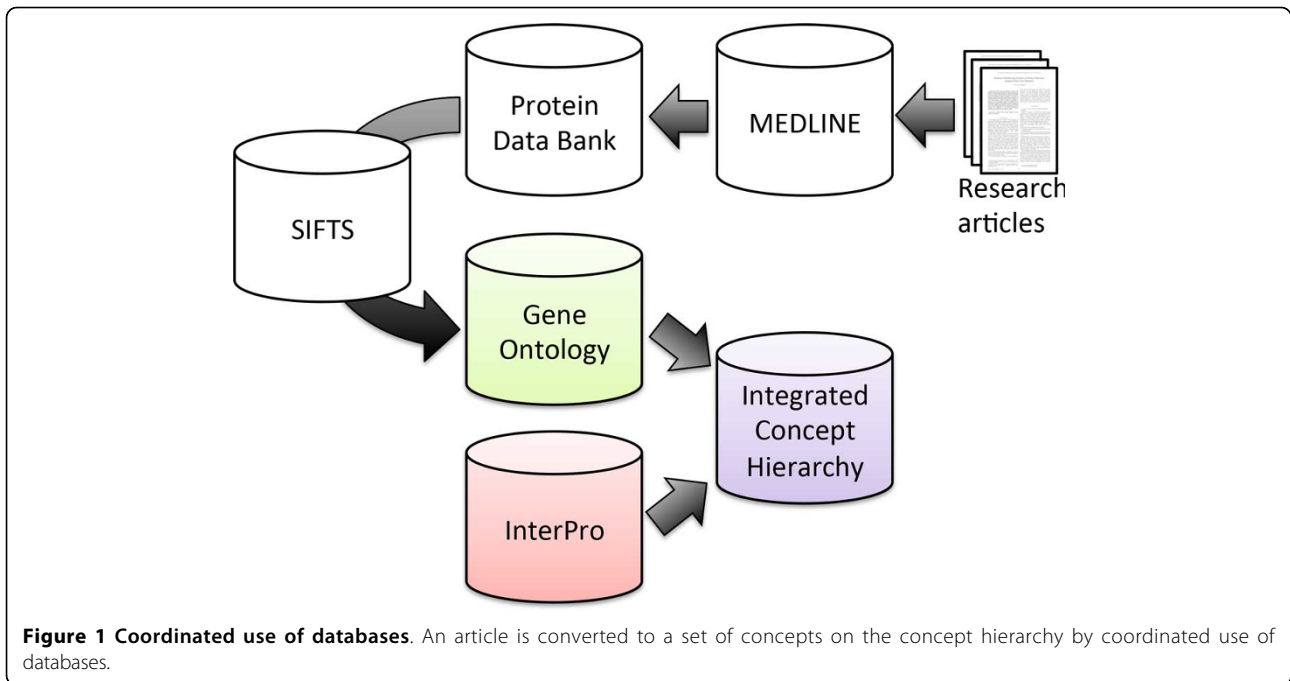 Protein
Data Bank
MEDLINE
Research
articles
SIFTS
Gene
Ontology
Integrated
Concept
Hierarchy
InterPro
Figure 1 Coordinated use of databases. An article is converted to a set of concepts on the concept hierarchy by coordinated use of
databases.